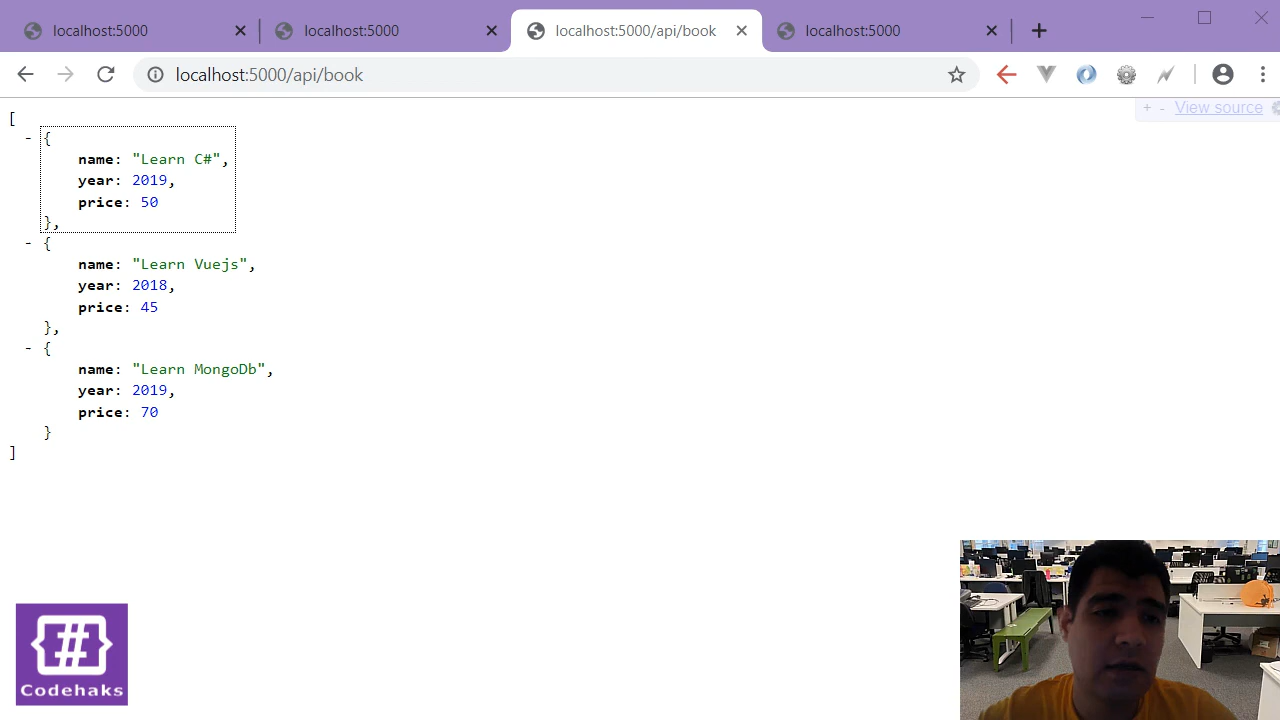 localhost:5000
localhost:5000
localhost:5000/api/book
localhost:5000
localhost:5000/api/book
+ - View source
[
- {
name: "Learn C#",
year: 2019,
price: 50
},
- {
name: "Learn Vuejs",
year: 2018,
price: 45
},
- {
name: "Learn MongoDb",
year: 2019,
price: 70
}
]
{#}
Codehaks